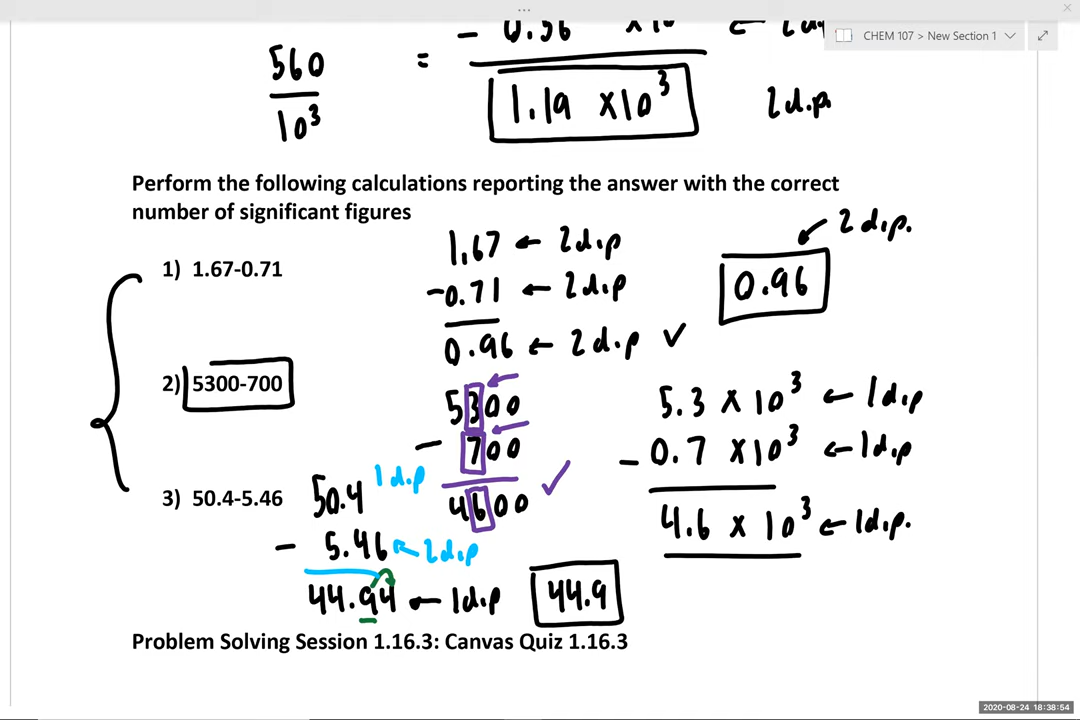 ...
CHEM 107 > New Section 1
- 0.56 x10
560
10³
=
1.19 x10³ 2d.p.
Perform the following calculations reporting the answer with the correct
number of significant figures
1) 1.67-0.71
1.67 ← 2d.p
-0.71 ← 2d.p
0.96 ← 2d.p ✓
2 d.p.
0.96
2) 5300-700
5300
- 700
4600 ✓
5.3 x 10³ ← 1d.p
- 0.7 x10³ ← 1d.p
4.6 x 10³ ← 1d.p.
3) 50.4-5.46
50.4 1d.p
- 5.46 ← 2d.p
44.94 ← 1d.p
44.9
Problem Solving Session 1.16.3: Canvas Quiz 1.16.3
2020-08-24 18:38:54